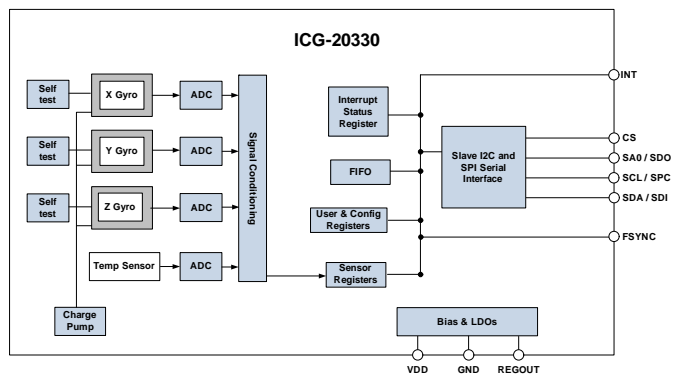 ICG-20330
Self
test
X Gyro
ADC
Self
test
Y Gyro
ADC
Self
test
Z Gyro
ADC
Temp Sensor
ADC
Charge
Pump
Signal Conditioning
Interrupt
Status
Register
FIFO
User & Config
Registers
Sensor
Registers
Slave I2C and
SPI Serial
Interface
Bias & LDOs
INT
CS
SA0 / SDO
SCL / SPC
SDA / SDI
FSYNC
VDD
GND
REGOUT